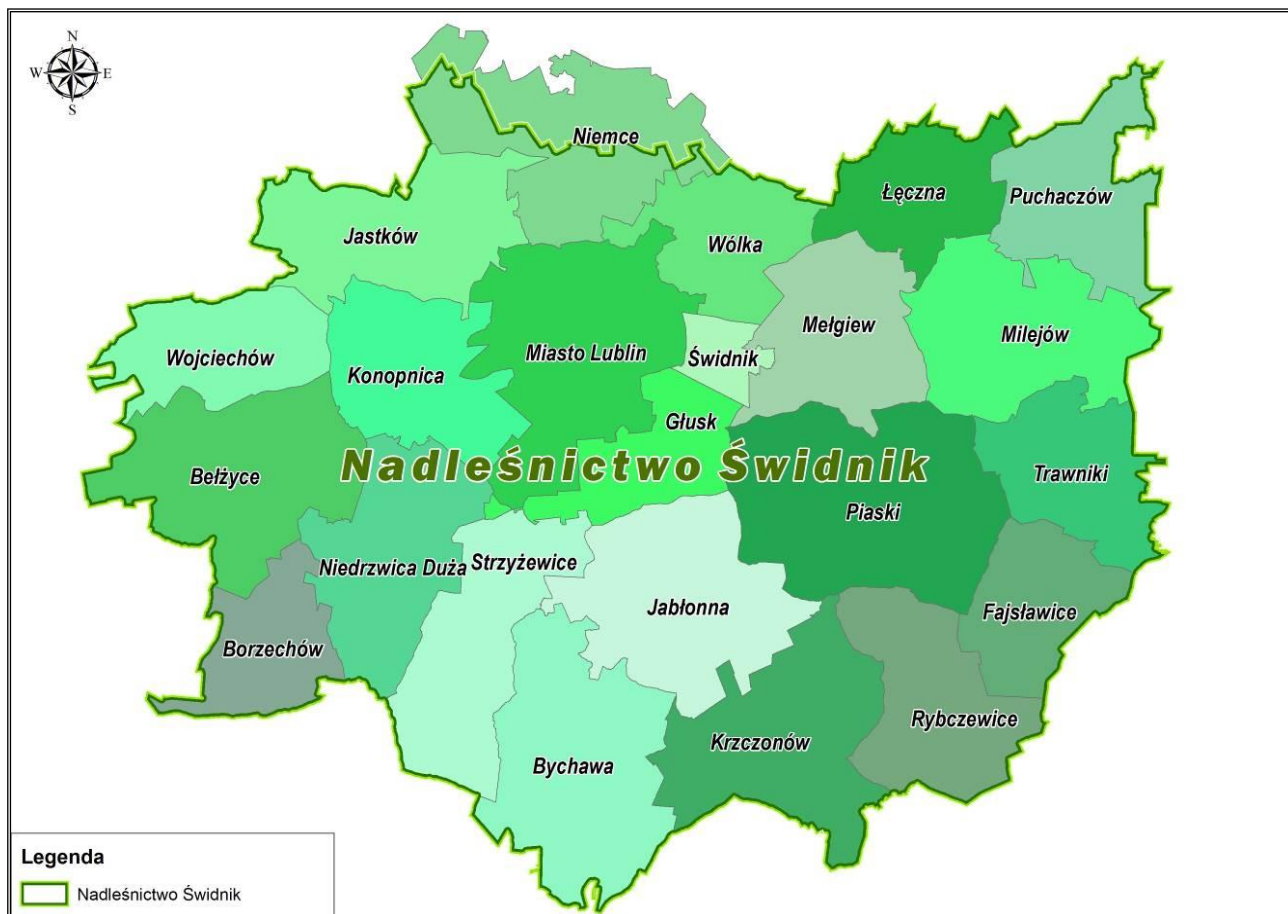 N
W E
S
Niemce
Łęczna
Puchaczów
Jastków
Wólka
Mełgiew
Milejów
Wojciechów
Konopnica
Miasto Lublin
Świdnik
Głusk
Bełżyce
Nadleśnictwo Świdnik
Trawniki
Piaski
Niedrzwica Duża
Strzyżewice
Jabłonna
Fajsławice
Borzechów
Rybczewice
Krzczonów
Bychawa
Legenda
Nadleśnictwo Świdnik